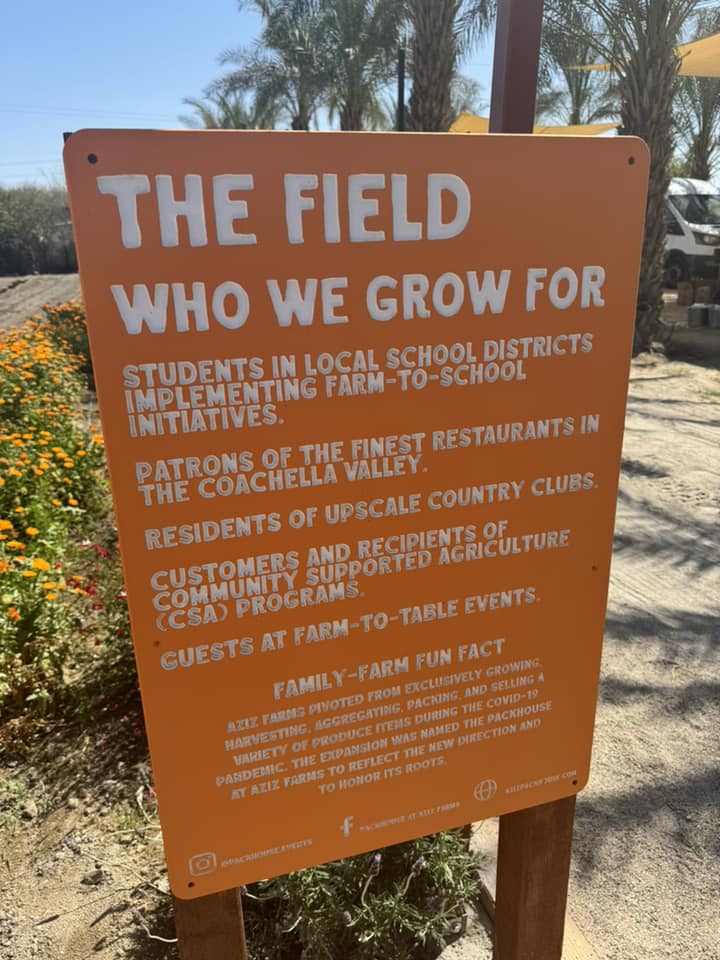 THE FIELD
WHO WE GROW FOR
STUDENTS IN LOCAL SCHOOL DISTRICTS
IMPLEMENTING FARM-TO-SCHOOL
INITIATIVES.
PATRONS OF THE FINEST RESTAURANTS IN
THE COACHELLA VALLEY.
RESIDENTS OF UPSCALE COUNTRY CLUBS.
CUSTOMERS AND RECIPIENTS OF
COMMUNITY SUPPORTED AGRICULTURE
(CSA) PROGRAMS.
GUESTS AT FARM-TO-TABLE EVENTS.
FAMILY-FARM FUN FACT
AZIZ FARMS PIVOTED FROM EXCLUSIVELY GROWING,
HARVESTING, AGGREGATING, PACKING, AND SELLING A
VARIETY OF PRODUCE ITEMS DURING THE COVID-19
PANDEMIC. THE EXPANSION WAS NAMED THE PACKHOUSE
AT AZIZ FARMS TO REFLECT THE NEW DIRECTION AND
TO HONOR ITS ROOTS.
@PACKHOUSE.EVENTS
PACKHOUSE AT AZIZ FARMS